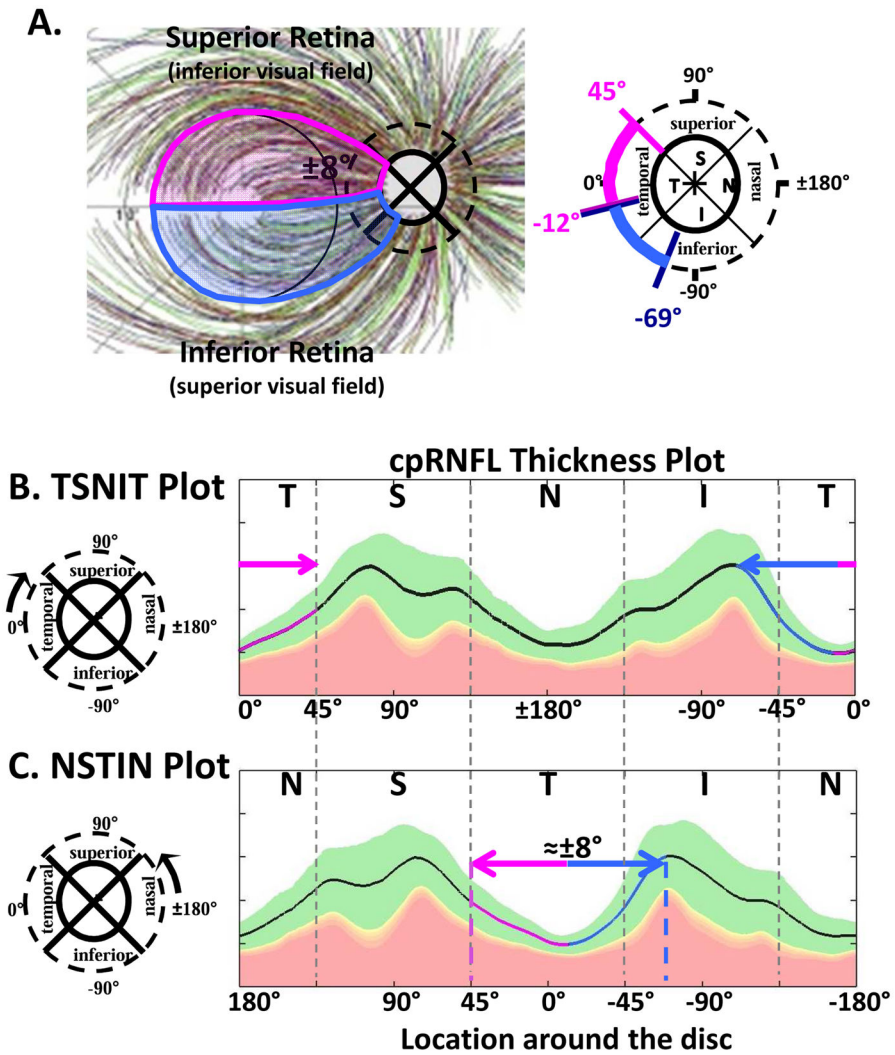 A.
Superior Retina
(inferior visual field)
±8°
Inferior Retina
(superior visual field)
90°
45°
superior
temporal
nasal
S
T
N
I
0°
±180°
-12°
inferior
-90°
-69°
cpRNFL Thickness Plot
B. TSNIT Plot
T S N I T
90°
superior
temporal
nasal
0°
±180°
inferior
-90°
0° 45° 90° ±180° -90° -45° 0°
C. NSTIN Plot
N S T I N
≈±8°
90°
superior
temporal
nasal
0°
±180°
inferior
-90°
180° 90° 45° 0° -45° -90° -180°
Location around the disc